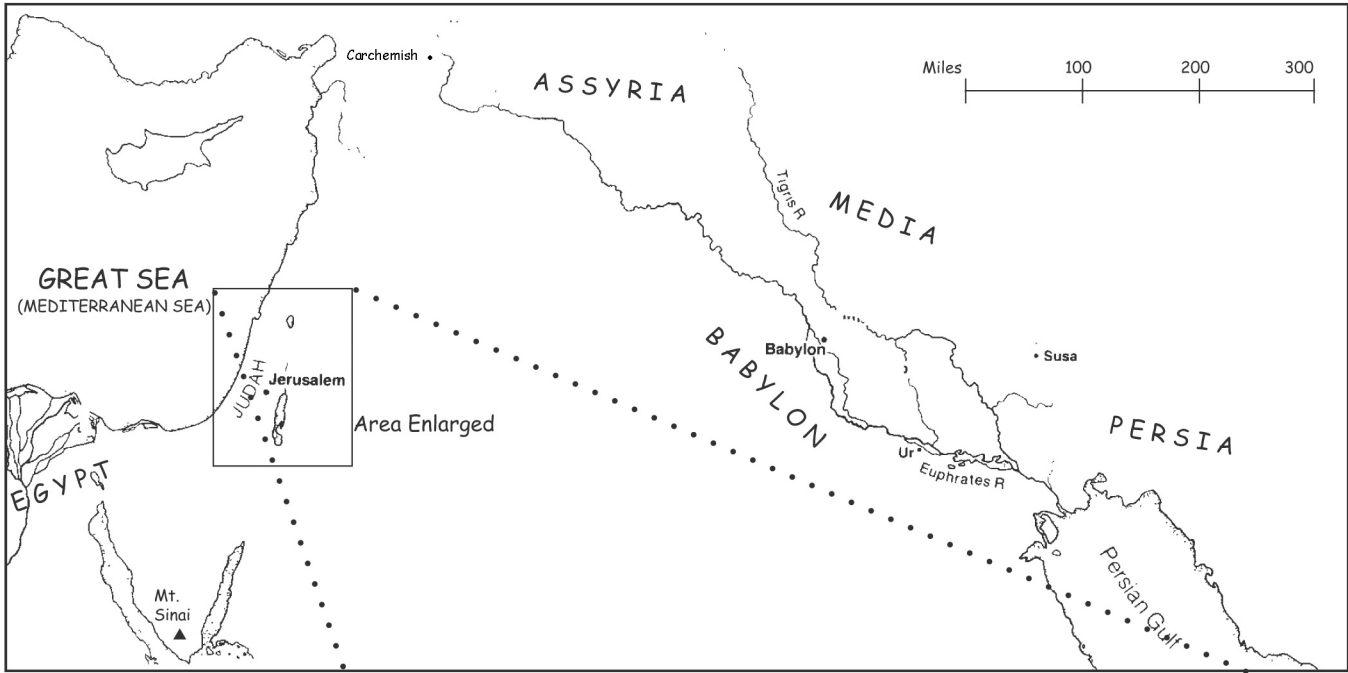 Carchemish
ASSYRIA
Miles 100 200 300
Tigris R
MEDIA
GREAT SEA
(MEDITERRANEAN SEA)
JUDAH
Jerusalem
Area Enlarged
BABYLON
Babylon
Susa
PERSIA
Ur
Euphrates R
EGYPT
Mt.
Sinai
Persian Gulf